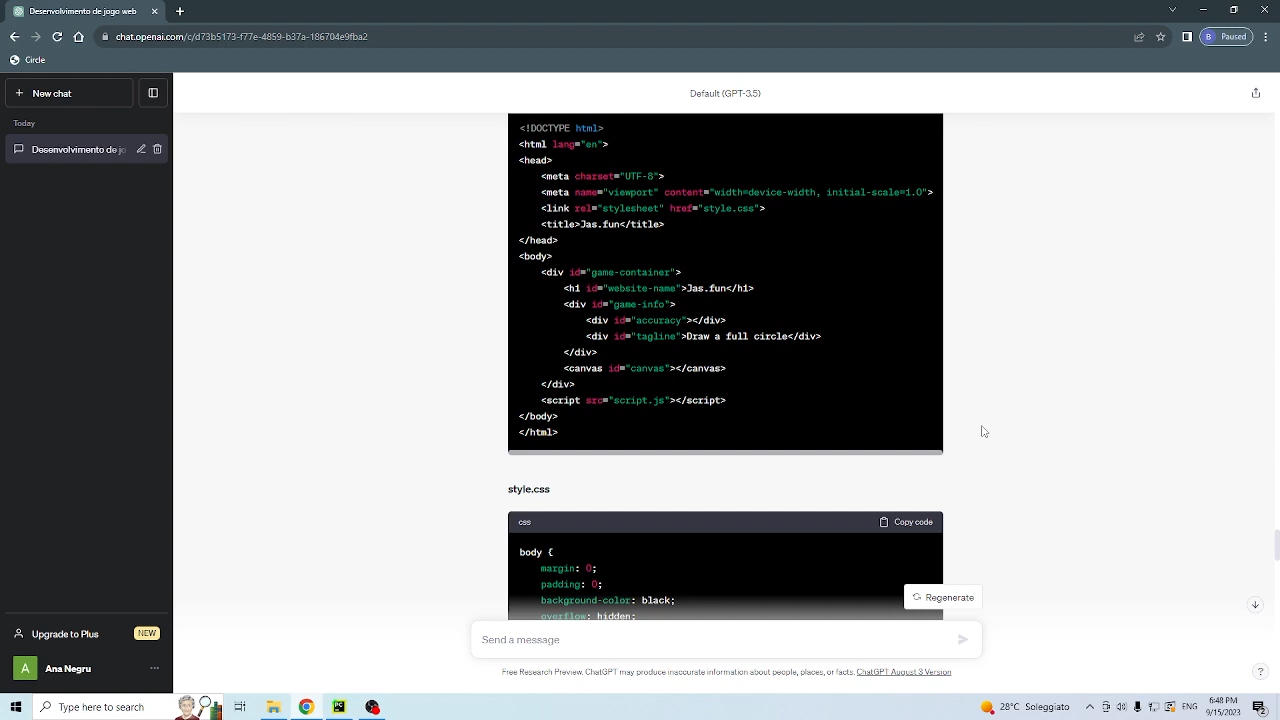 Desenvolvimento de jogo web
chat.openai.com/c/d73b5173-f77e-4859-b37a-186704e9fba2
B Paused
Cride
New chat
Default (GPT-3.5)
Today
Desenvolvimento de jo
<!DOCTYPE html>
<html lang="en">
<head>
<meta charset="UTF-8">
<meta name="viewport" content="width=device-width, initial-scale=1.0">
<link rel="stylesheet" href="style.css">
<title>Jas.fun</title>
</head>
<body>
<div id="game-container">
<h1 id="website-name">Jas.fun</h1>
<div id="game-info">
<div id="accuracy"></div>
<div id="tagline">Draw a full circle</div>
</div>
<canvas id="canvas"></canvas>
</div>
<script src="script.js"></script>
</body>
</html>
style.css
css
Copy code
body {
margin: 0;
padding: 0;
background-color: black;
overflow: hidden;
Regenerate
Send a message
Free Research Preview. ChatGPT may produce inaccurate information about people, places, or facts. ChatGPT August 3 Version
?
Upgrade to Plus
NEW
A
Ana Negru
Type here to search
28°C Soleggiato
ENG
6:48 PM
9/15/2023